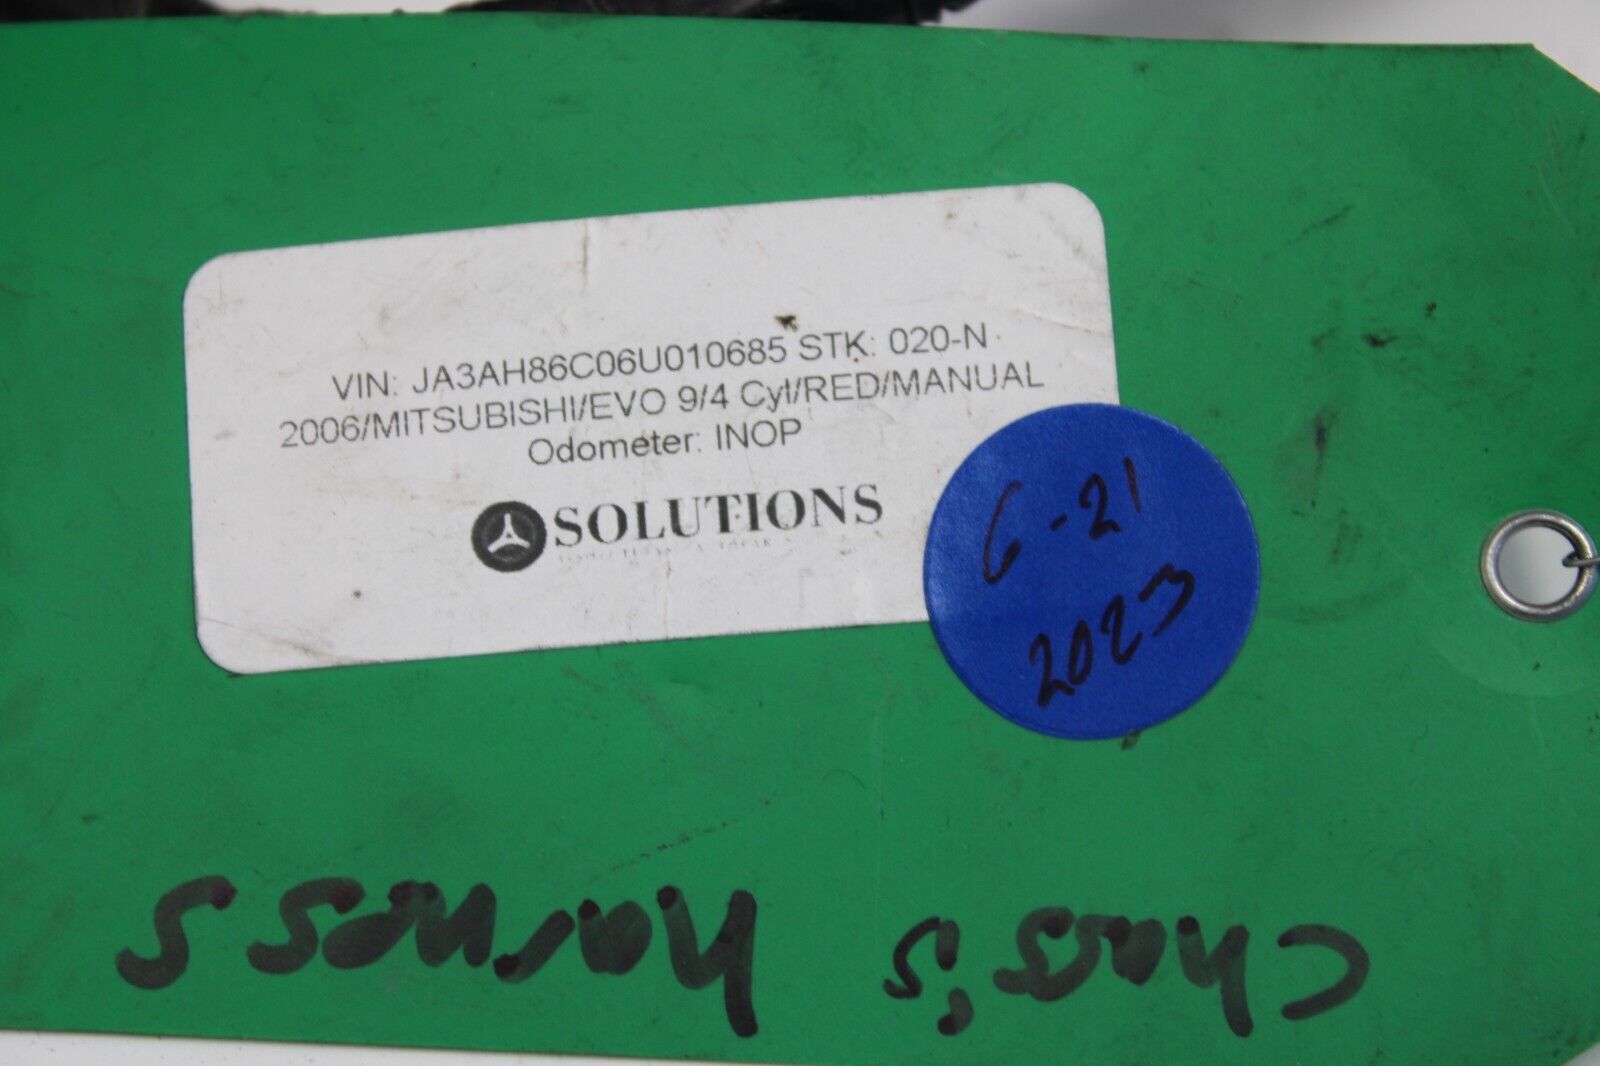 VIN: JA3AH86C06U010685 STK: 020-N
2006/MITSUBISHI/EVO 9/4 Cyl/RED/MANUAL
Odometer: INOP
SOLUTIONS
6-21
2023
Chasis harness